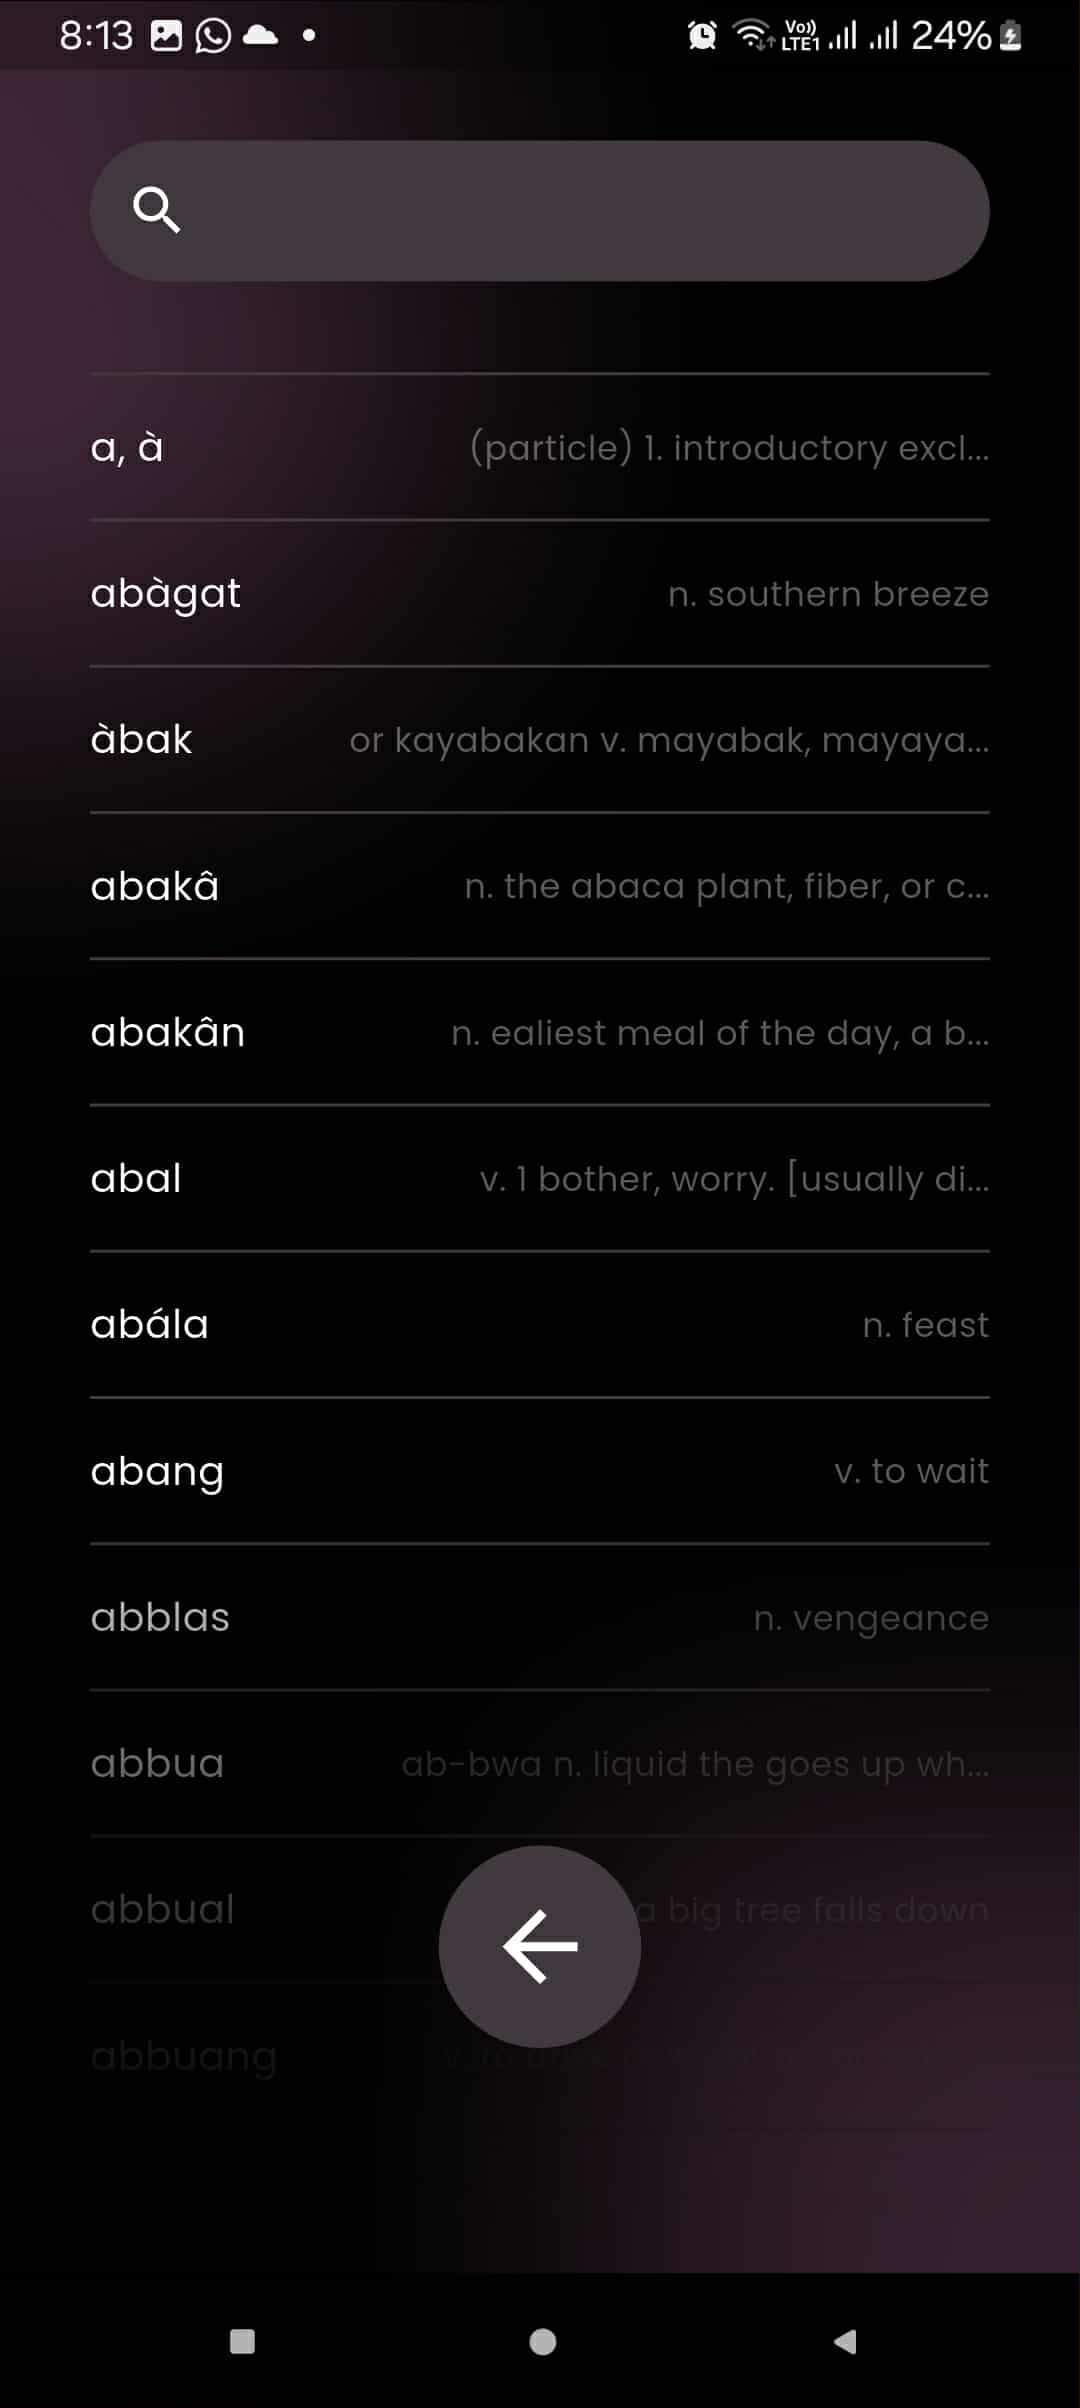 8:13 Vo)) LTE1 24%
a, à (particle) 1. introductory excl...
abàgat n. southern breeze
àbak or kayabakan v. mayabak, mayaya...
abakâ n. the abaca plant, fiber, or c...
abakân n. ealiest meal of the day, a b...
abal v. 1 bother, worry. [usually di...
abála n. feast
abang v. to wait
abblas n. vengeance
abbua ab-bwa n. liquid the goes up wh...
abbual a big tree falls down
abbuang v. to